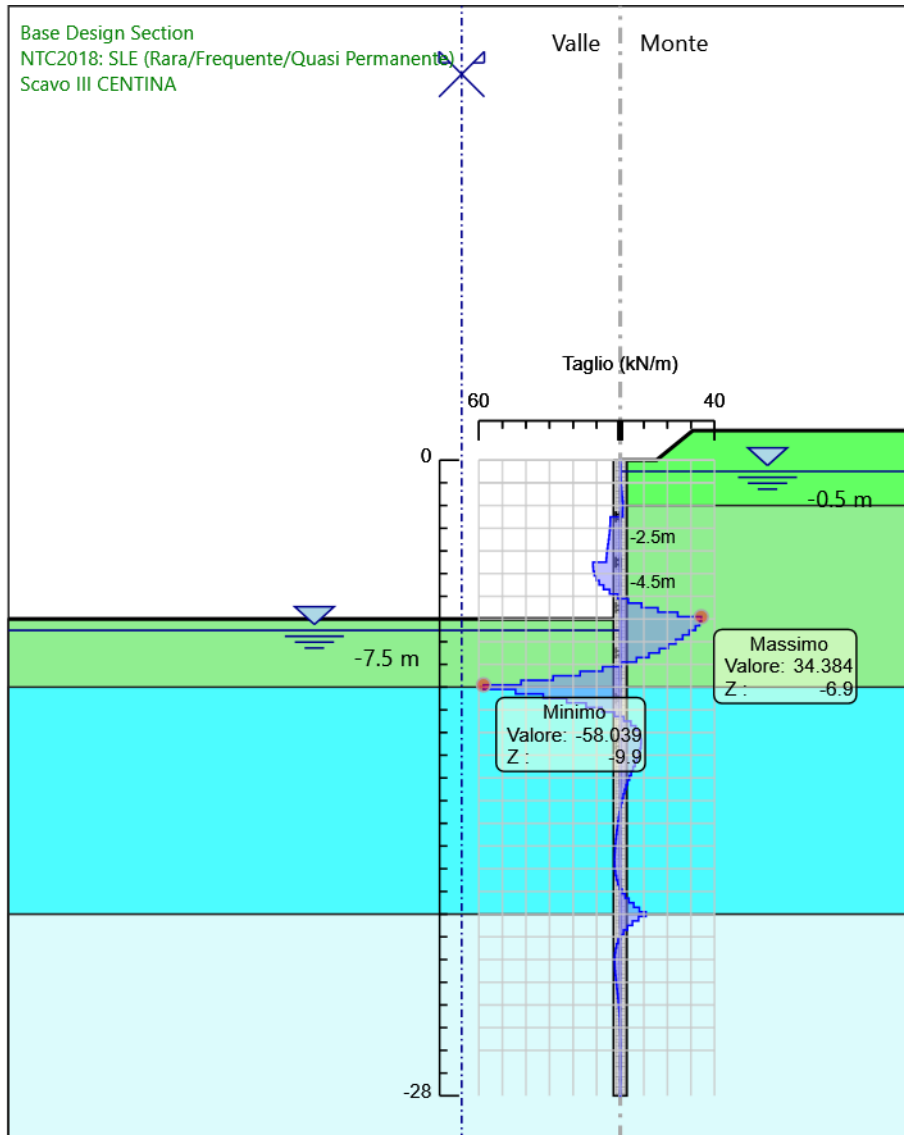 Base Design Section
NTC2018: SLE (Rara/Frequente/Quasi Permanente)
Scavo III CENTINA
Valle
Monte
Taglio (kN/m)
60
40
0
-0.5 m
-2.5m
-4.5m
-7.5 m
Massimo
Valore: 34.384
Z : -6.9
Minimo
Valore: -58.039
Z : -9.9
-28